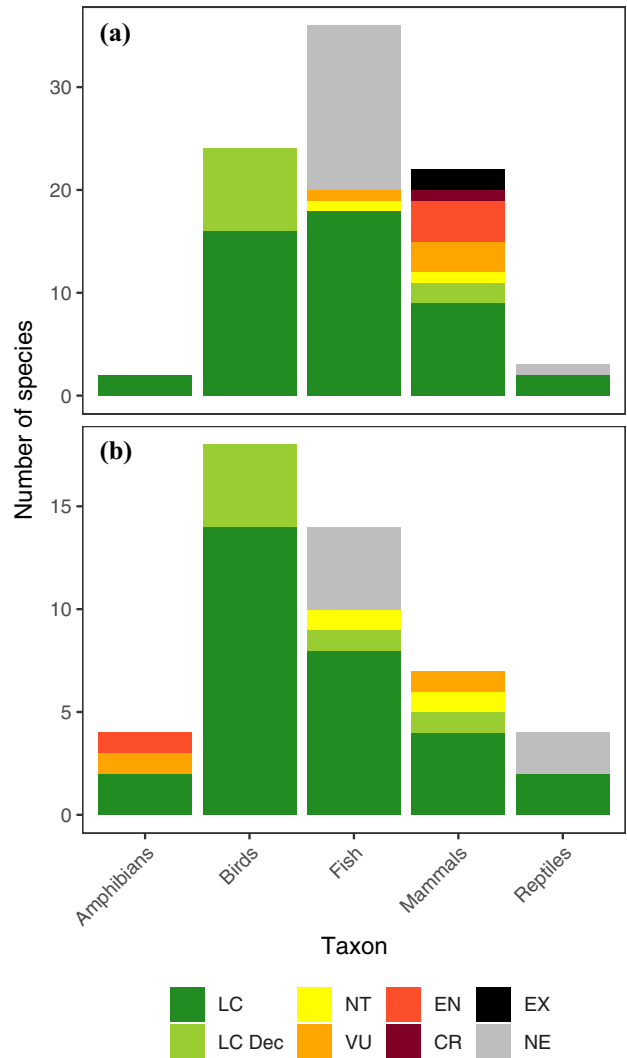 (a)
30
20
10
0
(b)
15
10
5
0
Number of species
Amphibians
Birds
Fish
Mammals
Reptiles
Taxon
LC NT EN EX
LC Dec VU CR NE